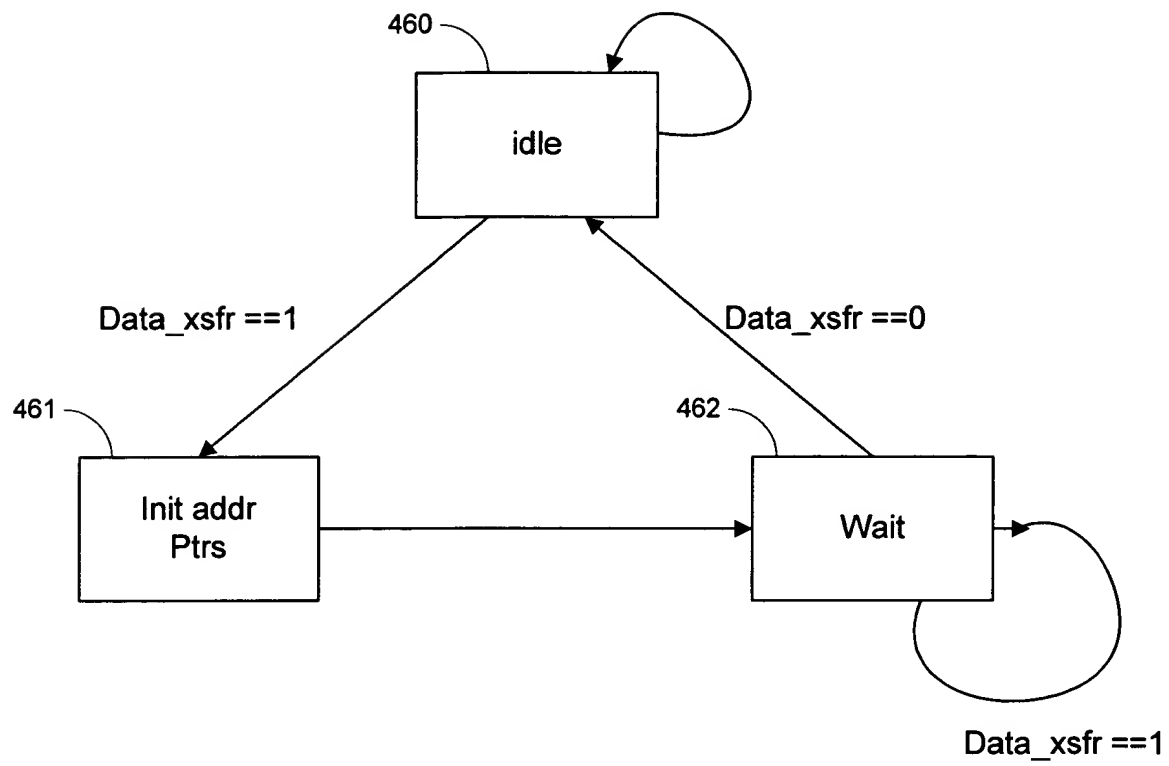 460
idle
Data_xsfr ==1
Data_xsfr ==0
461
462
Init addr
Ptrs
Wait
Data_xsfr ==1